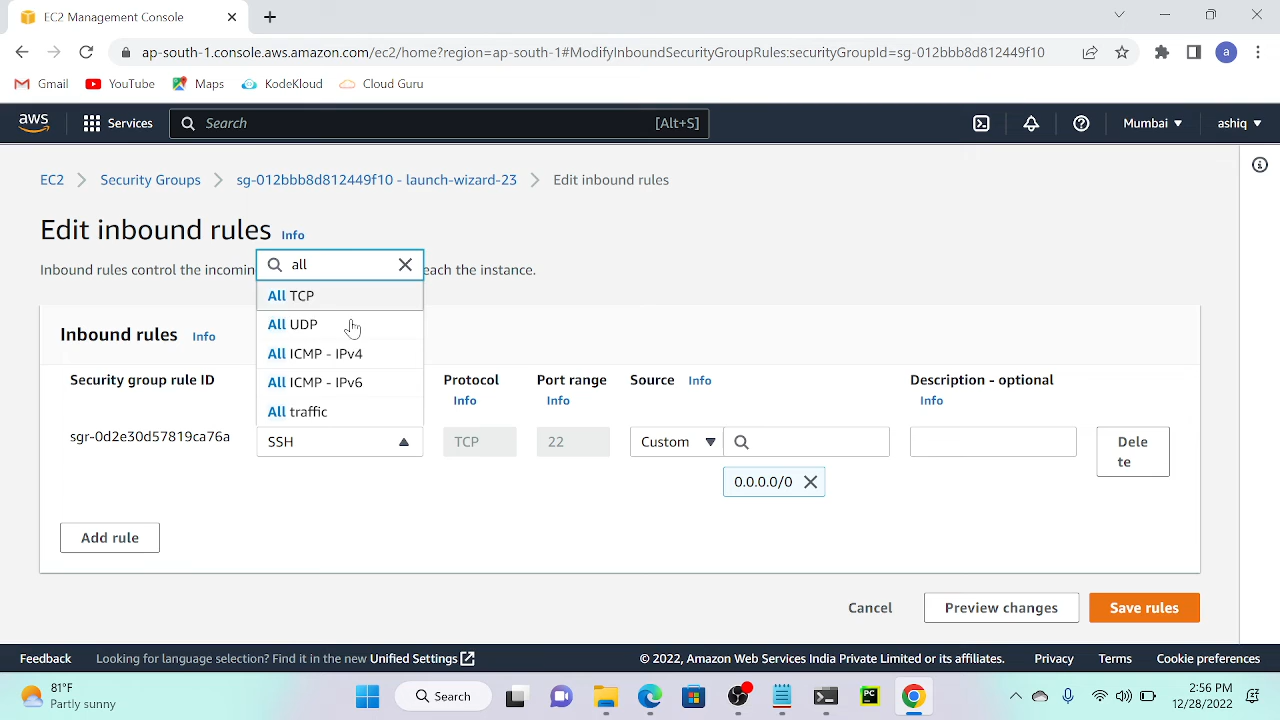 EC2 Management Console
ap-south-1.console.aws.amazon.com/ec2/home?region=ap-south-1#ModifyInboundSecurityGroupRules:securityGroupId=sg-012bbb8d812449f10
a
Gmail YouTube Maps KodeKloud Cloud Guru
aws Services Search [Alt+S] Mumbai ashiq
EC2 Security Groups sg-012bbb8d812449f10 - launch-wizard-23 Edit inbound rules
Edit inbound rules Info
all
Inbound rules control the incomin each the instance.
All TCP
All UDP
Inbound rules Info
All ICMP - IPv4
Security group rule ID Protocol Port range Source Info Description - optional
All ICMP - IPv6
Info Info Info
All traffic
sgr-0d2e30d57819ca76a SSH TCP 22 Custom Dele
te
0.0.0.0/0
Add rule
Cancel Preview changes Save rules
Feedback Looking for language selection? Find it in the new Unified Settings © 2022, Amazon Web Services India Private Limited or its affiliates. Privacy Terms Cookie preferences
81°F
Partly sunny
Search
PC
2:56 PM
12/28/2022